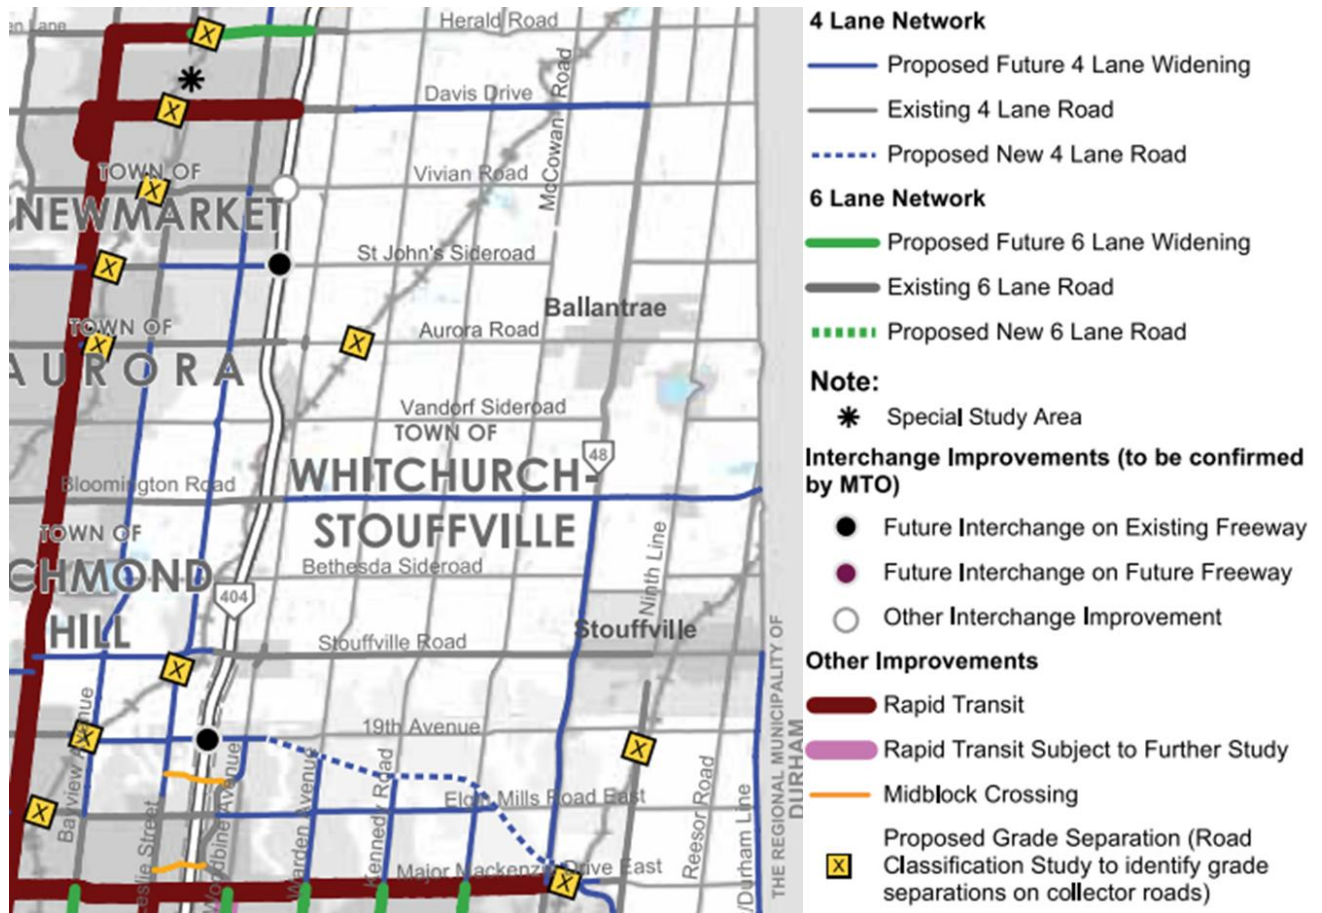 en Lane
Herald Road
Davis Drive
McCowan Road
TOWN OF
NEWMARKET
Vivian Road
St John's Sideroad
Ballantrae
TOWN OF
AURORA
Aurora Road
Vandorf Sideroad
TOWN OF
WHITCHURCH-
STOUFFVILLE
48
Bloomington Road
TOWN OF
CHMOND
HILL
404
Bethesda Sideroad
Ninth Line
Stouffville
Stouffville Road
19th Avenue
Bayview Avenue
Leslie Street
Woodbine Avenue
Warden Avenue
Kennedy Road
Elgin Mills Road East
Major Mackenzie Drive East
Reesor Road
/Durham Line
THE REGIONAL MUNICIPALITY OF
DURHAM
X
X
X
X
X
X
X
X
X
X
X
4 Lane Network
Proposed Future 4 Lane Widening
Existing 4 Lane Road
Proposed New 4 Lane Road
6 Lane Network
Proposed Future 6 Lane Widening
Existing 6 Lane Road
Proposed New 6 Lane Road
Note:
Special Study Area
Interchange Improvements (to be confirmed
by MTO)
Future Interchange on Existing Freeway
Future Interchange on Future Freeway
Other Interchange Improvement
Other Improvements
Rapid Transit
Rapid Transit Subject to Further Study
Midblock Crossing
Proposed Grade Separation (Road
X Classification Study to identify grade
separations on collector roads)